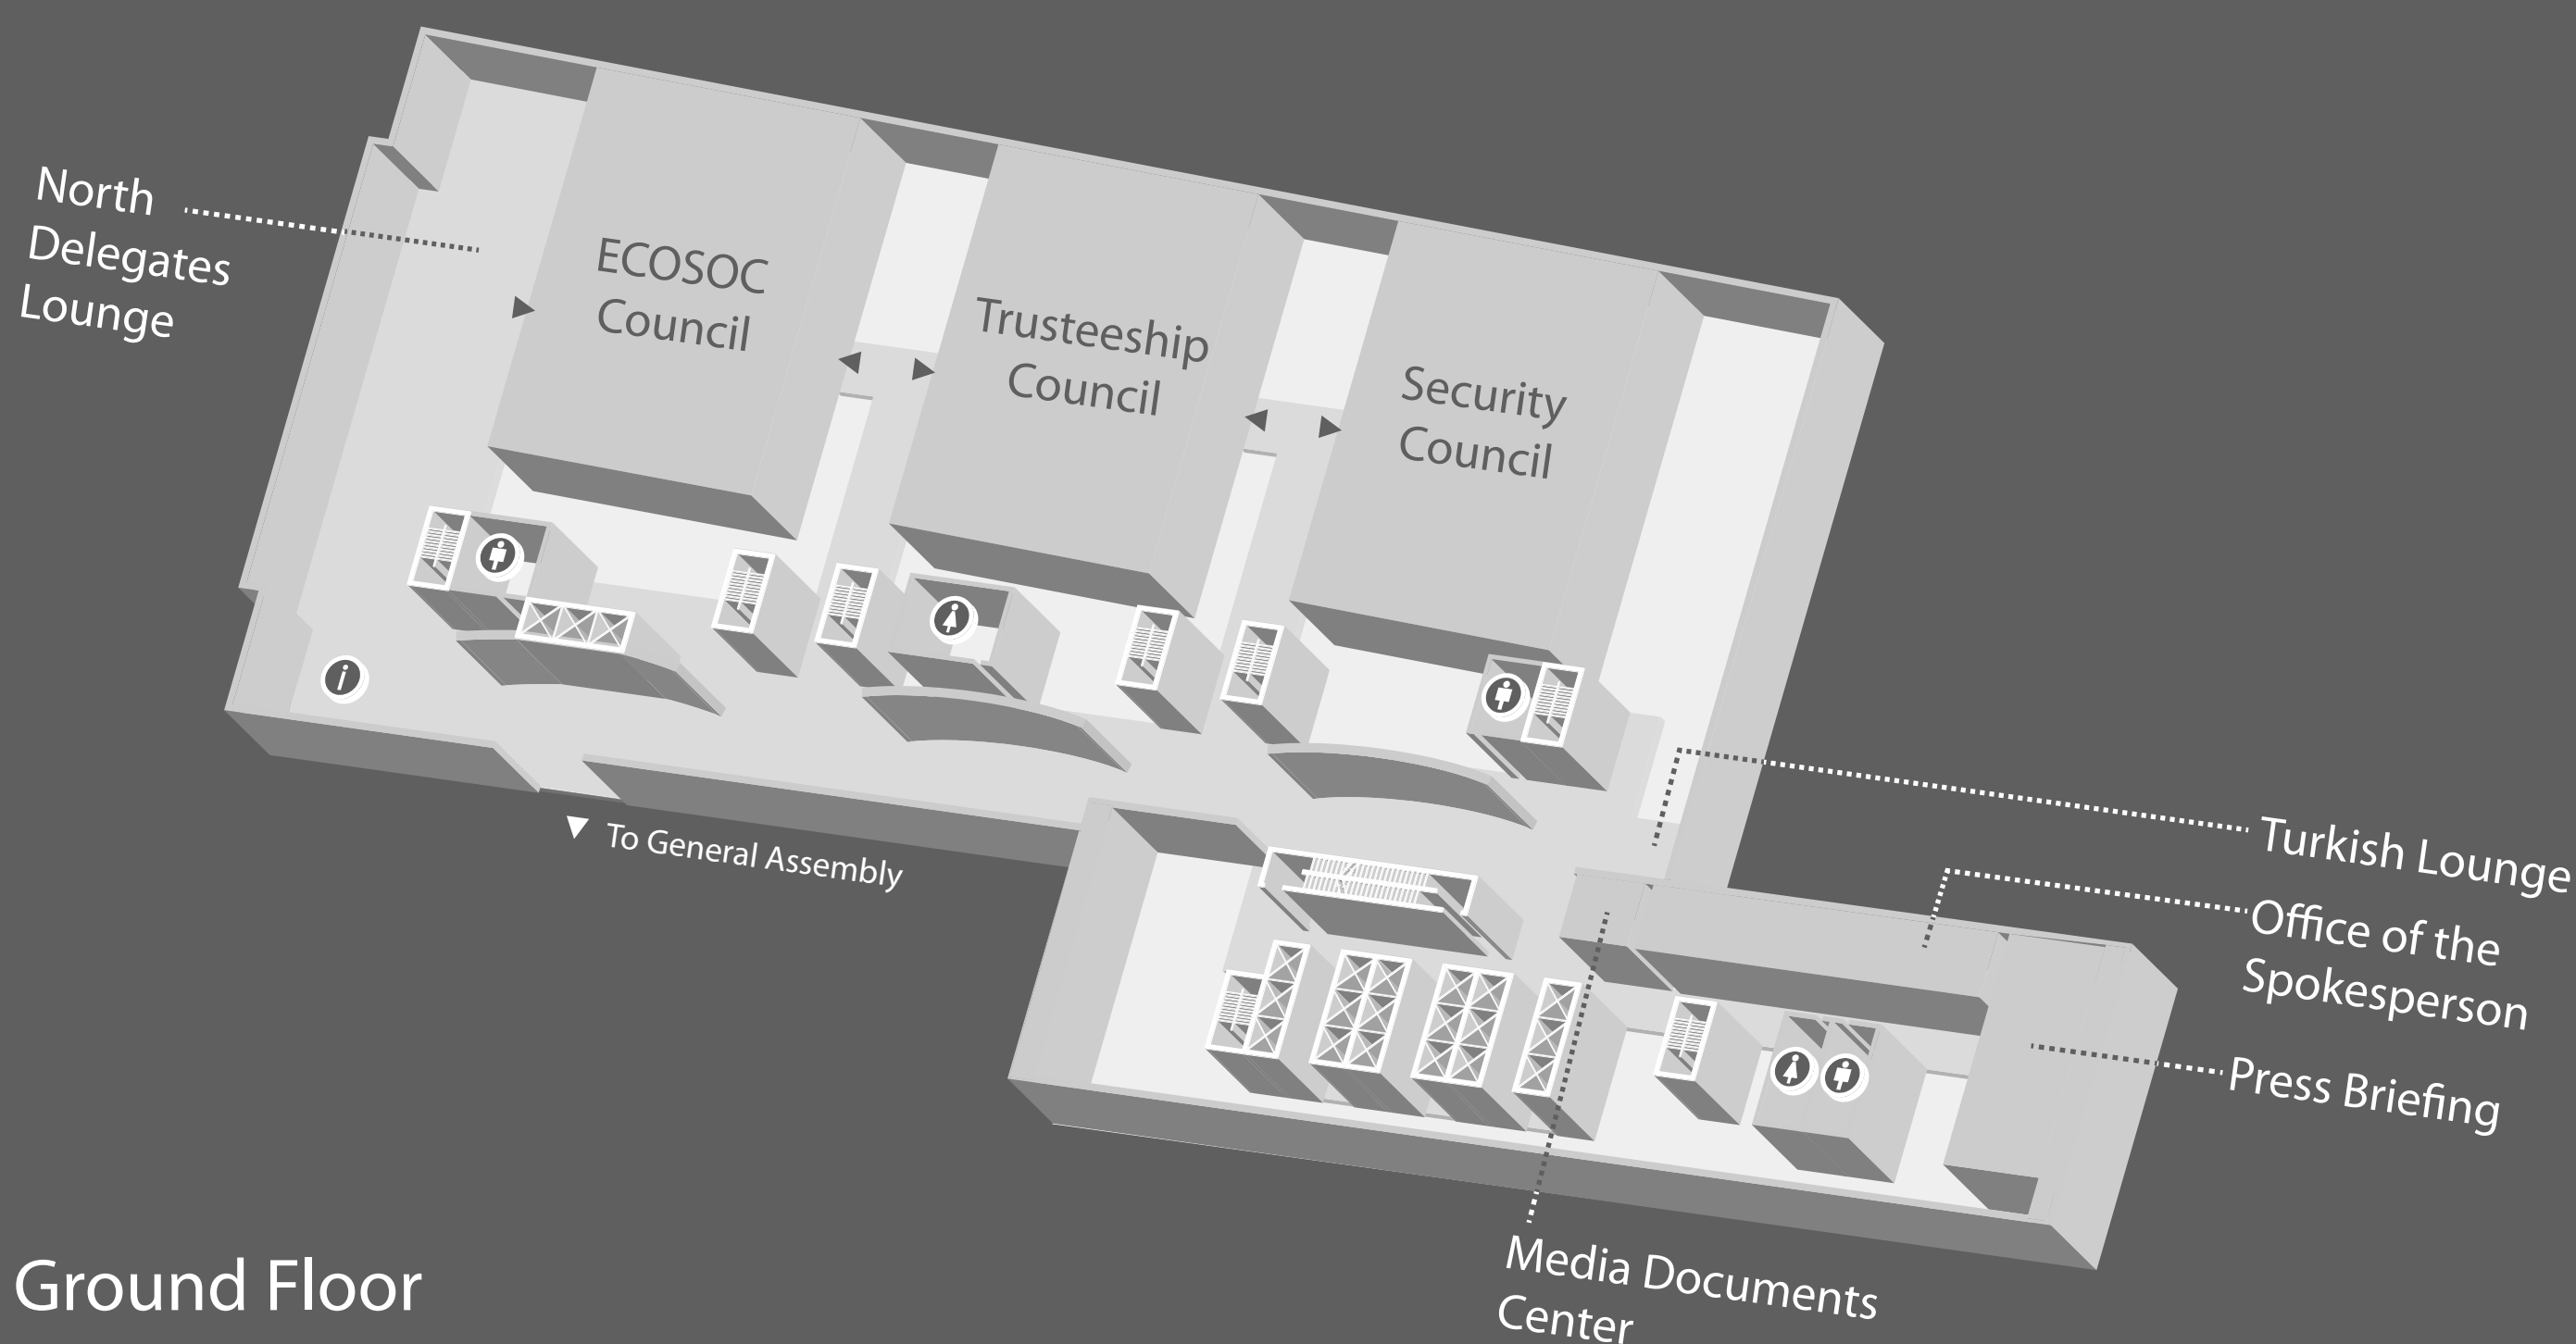 North
Delegates
Lounge
ECOSOC
Council
Trusteeship
Council
Security
Council
i
To General Assembly
Turkish Lounge
Office of the
Spokesperson
Press Briefing
Media Documents
Center
Ground Floor